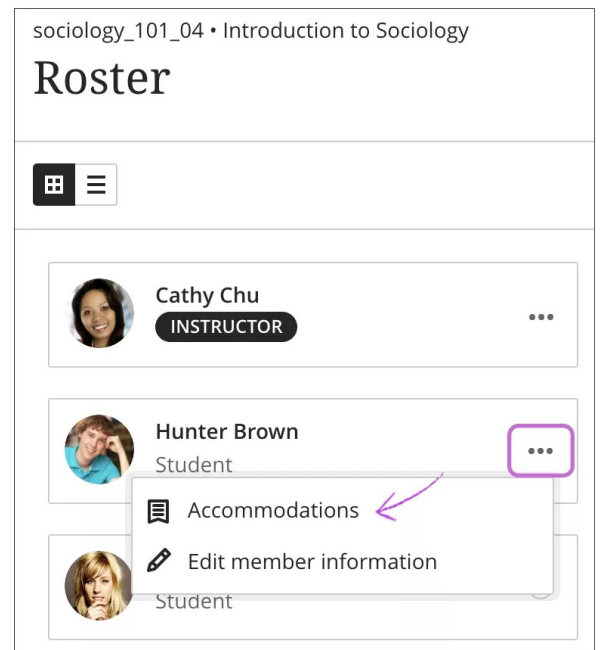 sociology_101_04 • Introduction to Sociology
Roster
Cathy Chu
INSTRUCTOR
Hunter Brown
Student
Accommodations
Edit member information
Student